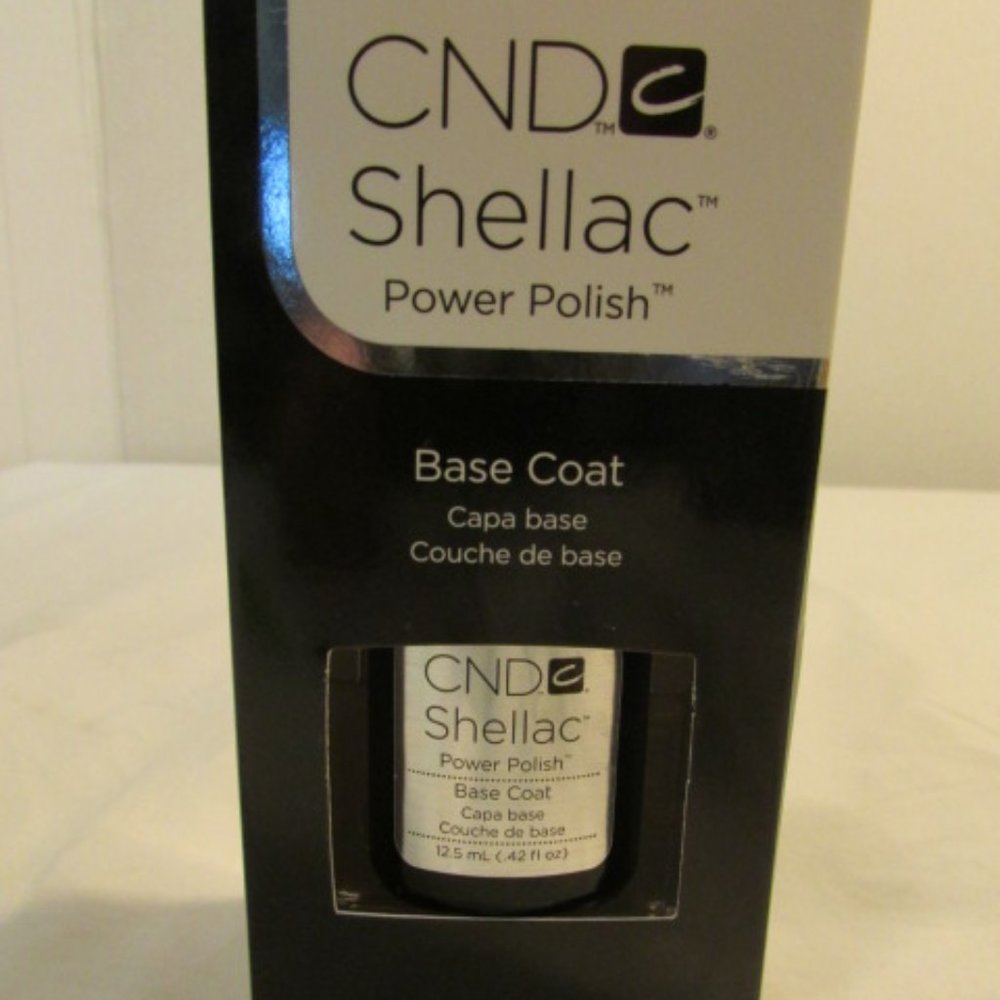 CND™ C®
Shellac™
Power Polish™
Base Coat
Capa base
Couche de base
CND C
Shellac™
Power Polish™
Base Coat
Capa base
Couche de base
12.5 mL (.42 fl oz)